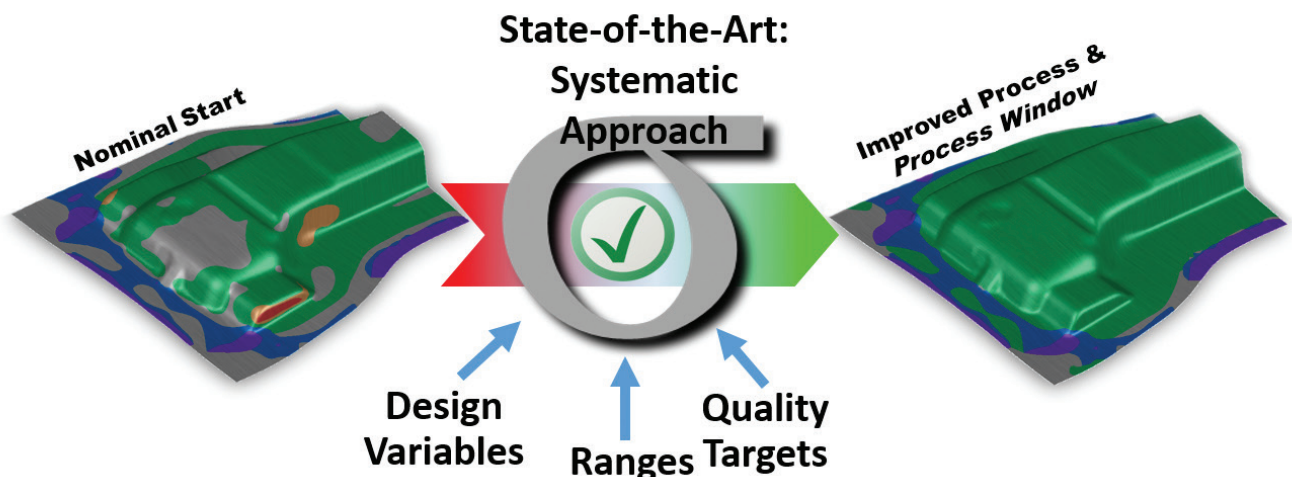 State-of-the-Art:
Systematic
Approach
Nominal Start
Improved Process &
Process Window
Design
Variables
Ranges
Quality
Targets